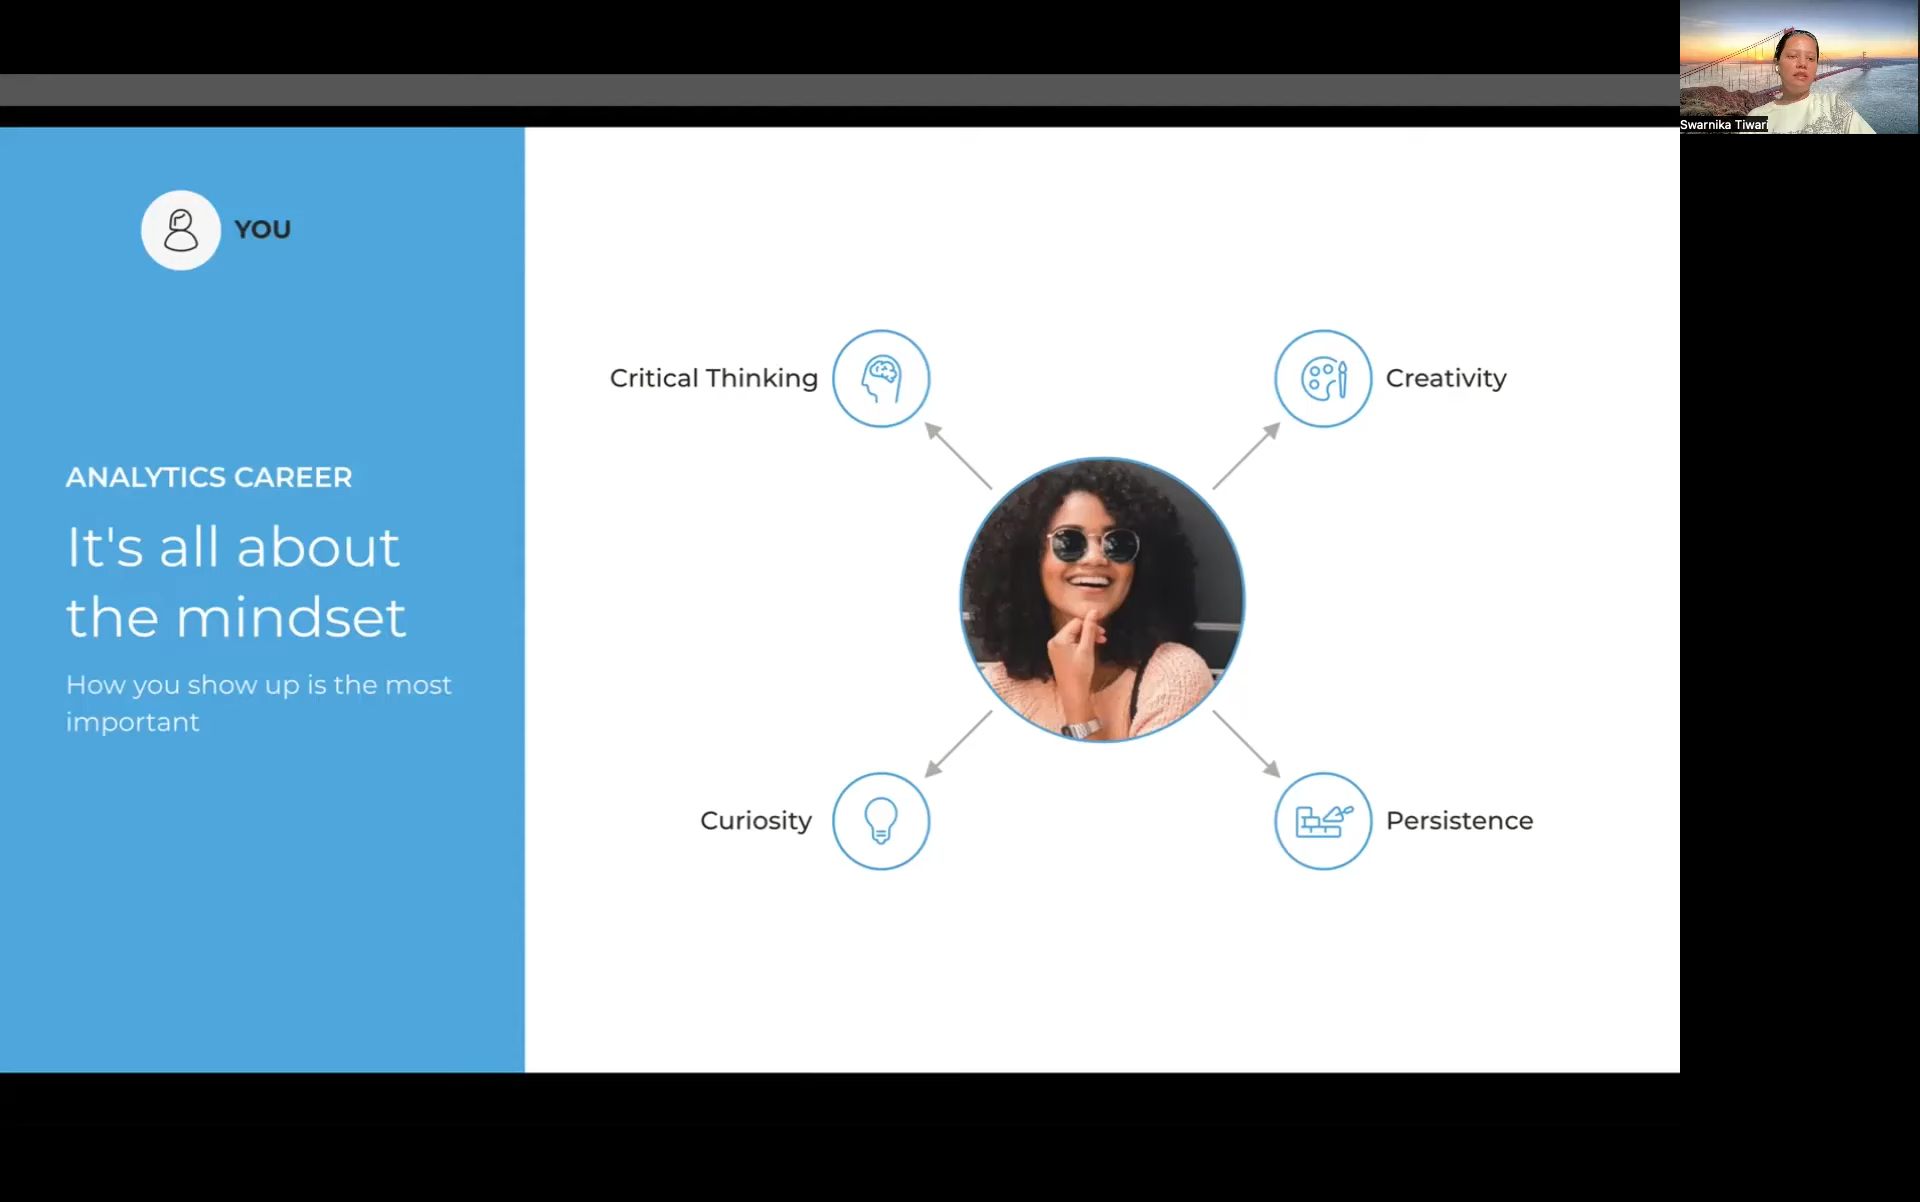 YOU
ANALYTICS CAREER
It's all about
the mindset
How you show up is the most
important
Critical Thinking
Creativity
Curiosity
Persistence
Swarnika Tiwari